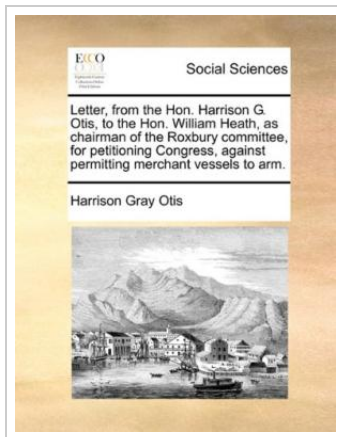 ECCO
Social Sciences
Letter, from the Hon. Harrison G.
Otis, to the Hon. William Heath, as
chairman of the Roxbury committee,
for petitioning Congress, against
permitting merchant vessels to arm.
Harrison Gray Otis